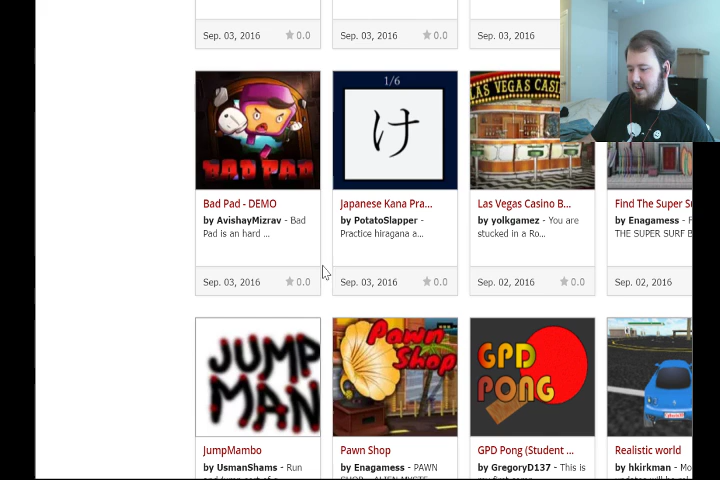 Sep. 03, 2016 0.0
Sep. 03, 2016 0.0
Sep. 03, 2016 0.0
BAD PAD
1/6
け
LAS VEGAS CASI
Bad Pad - DEMO
by AvishayMizrav - Bad
Pad is an hard ...
Sep. 03, 2016 0.0
Japanese Kana Pra...
by PotatoSlapper -
Practice hiragana a...
Sep. 03, 2016 0.0
Las Vegas Casino B...
by yolkgamez - You are
stucked in a Ro...
Sep. 02, 2016 0.0
Find The Super S
by Enagamess - F
THE SUPER SURF B
Sep. 02, 2016
JUMP
MAN
Pawn
Shop
GPD
PONG
JumpMambo
by UsmanShams - Run
Pawn Shop
by Enagamess - PAWN
GPD Pong (Student ...
by GregoryD137 - This is
Realistic world
by hkirkman - Mo